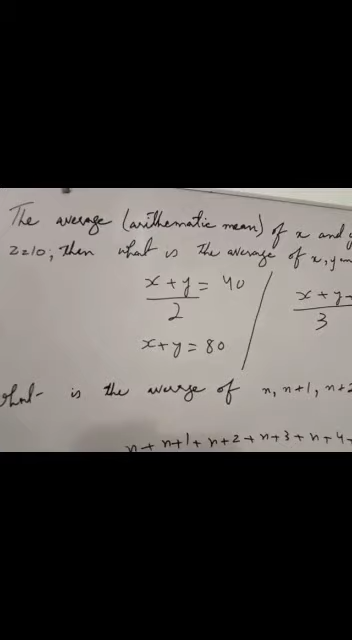 The average (arithematic mean) of x and y
z=10; then what is the average of x, y an
x+y = 40
2
x+y
3
x+y = 80
what is the average of n, n+1, n+2
n + n+1 + n+2 + n+3 + n+4 +